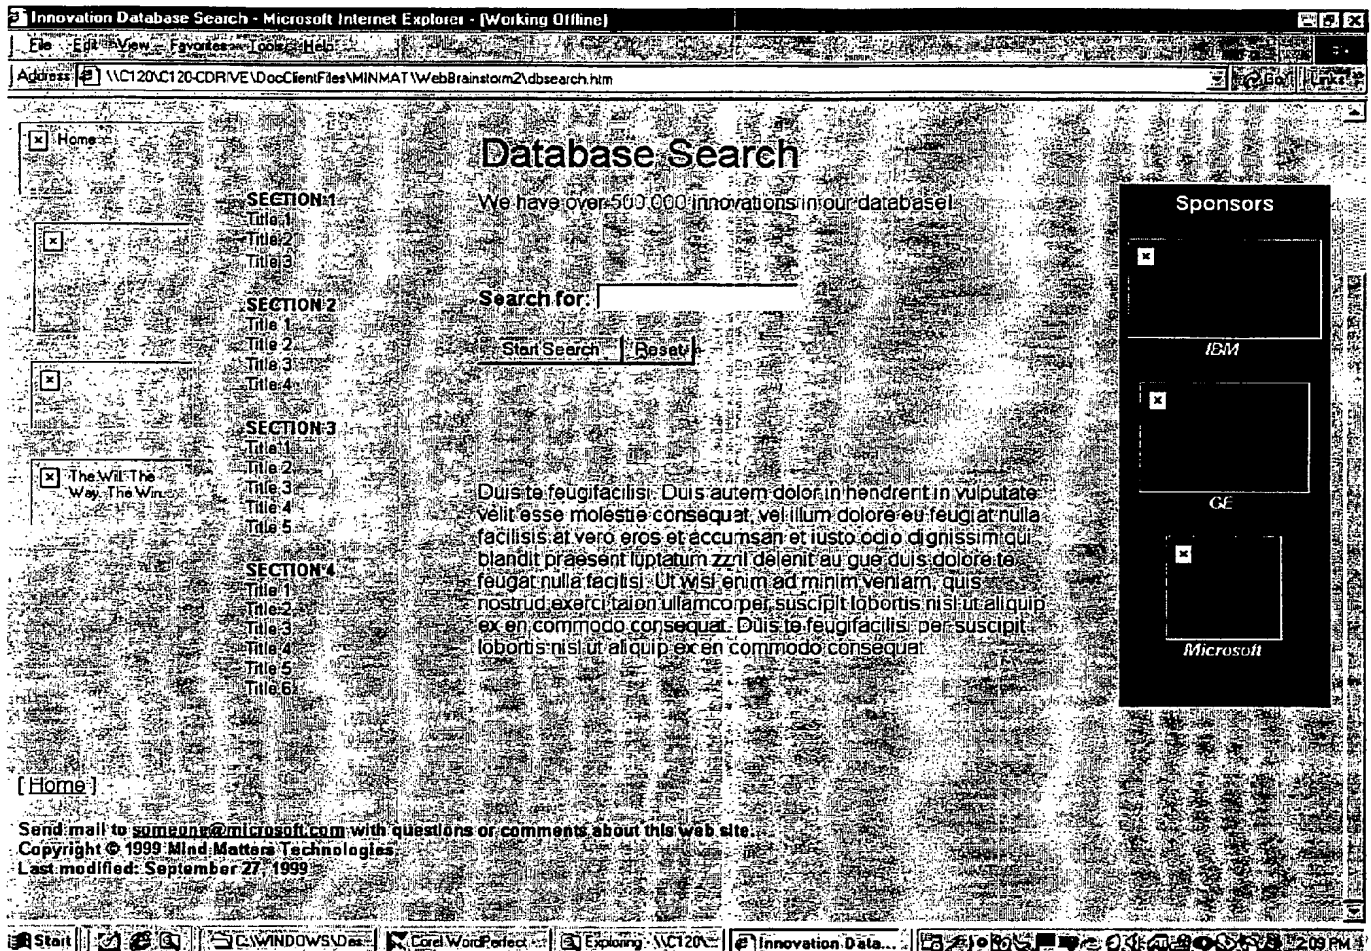 Innovation Database Search - Microsoft Internet Explorer - [Working Offline]
File Edit View Favorites Tools Help
Address \\C120\C120-CDRIVE\DocClientFiles\MINMAT\WebBrainstorm2\dbsearch.htm Go Links
Home
The Will. The
Way. The Win.
SECTION 1
Title 1
Title 2
Title 3
SECTION 2
Title 1
Title 2
Title 3
Title 4
SECTION 3
Title 1
Title 2
Title 3
Title 4
Title 5
SECTION 4
Title 1
Title 2
Title 3
Title 4
Title 5
Title 6
Database Search
We have over 500,000 innovations in our database!
Search for:
Start Search Reset
Duis te feugifacilisi. Duis autem dolor in hendrerit in vulputate
velit esse molestie consequat, vel illum dolore eu feugiat nulla
facilisis at vero eros et accumsan et iusto odio dignissim qui
blandit praesent luptatum zzril delenit au gue duis dolore te
feugat nulla facilisi. Ut wisi enim ad minim veniam, quis
nostrud exerci taion ullamcorper suscipit lobortis nisl ut aliquip
ex en commodo consequat. Duis te feugifacilisi per suscipit
lobortis nisl ut aliquip ex en commodo consequat.
Sponsors
IBM
GE
Microsoft
[ Home ]
Send mail to someone@microsoft.com with questions or comments about this web site.
Copyright © 1999 Mind Matters Technologies
Last modified: September 27, 1999
Start C:\WINDOWS\Des... Corel WordPerfect ... Exploring - \\C120\... Innovation Data... 2:09 PM